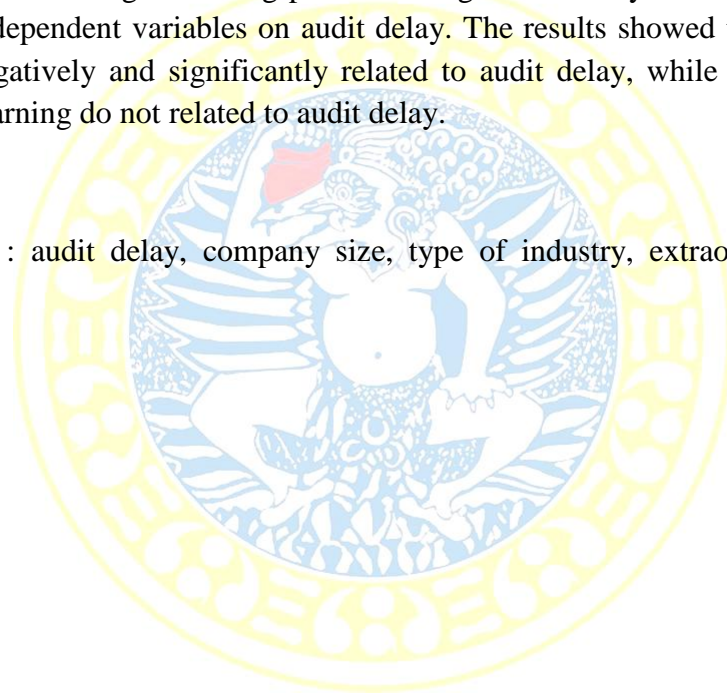 dependent variables on audit delay. The results showed
gatively and significantly related to audit delay, while
arning do not related to audit delay.
: audit delay, company size, type of industry, extrao